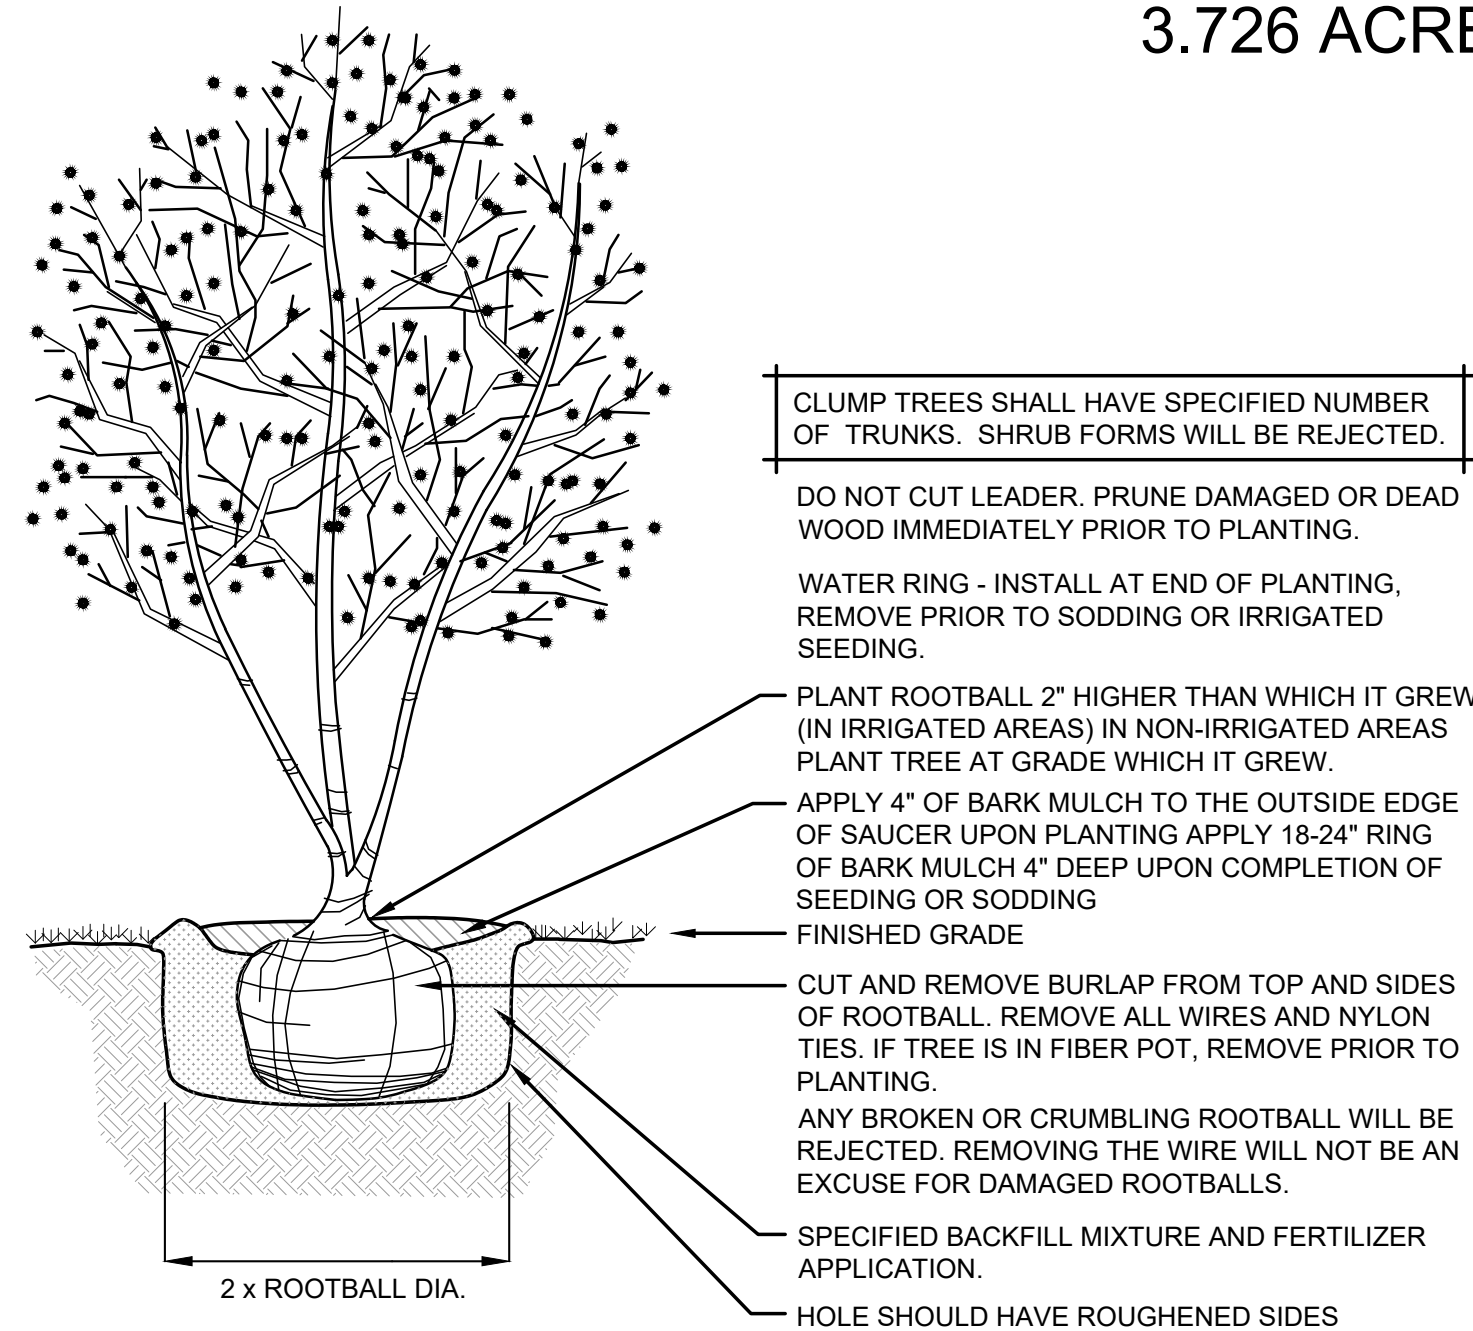 3.726 ACRE
CLUMP TREES SHALL HAVE SPECIFIED NUMBER
OF TRUNKS. SHRUB FORMS WILL BE REJECTED.
DO NOT CUT LEADER. PRUNE DAMAGED OR DEAD
WOOD IMMEDIATELY PRIOR TO PLANTING.
WATER RING - INSTALL AT END OF PLANTING,
REMOVE PRIOR TO SODDING OR IRRIGATED
SEEDING.
PLANT ROOTBALL 2" HIGHER THAN WHICH IT GREW
(IN IRRIGATED AREAS) IN NON-IRRIGATED AREAS
PLANT TREE AT GRADE WHICH IT GREW.
APPLY 4" OF BARK MULCH TO THE OUTSIDE EDGE
OF SAUCER UPON PLANTING APPLY 18-24" RING
OF BARK MULCH 4" DEEP UPON COMPLETION OF
SEEDING OR SODDING
FINISHED GRADE
CUT AND REMOVE BURLAP FROM TOP AND SIDES
OF ROOTBALL. REMOVE ALL WIRES AND NYLON
TIES. IF TREE IS IN FIBER POT, REMOVE PRIOR TO
PLANTING.
ANY BROKEN OR CRUMBLING ROOTBALL WILL BE
REJECTED. REMOVING THE WIRE WILL NOT BE AN
EXCUSE FOR DAMAGED ROOTBALLS.
SPECIFIED BACKFILL MIXTURE AND FERTILIZER
APPLICATION.
2 x ROOTBALL DIA.
HOLE SHOULD HAVE ROUGHENED SIDES